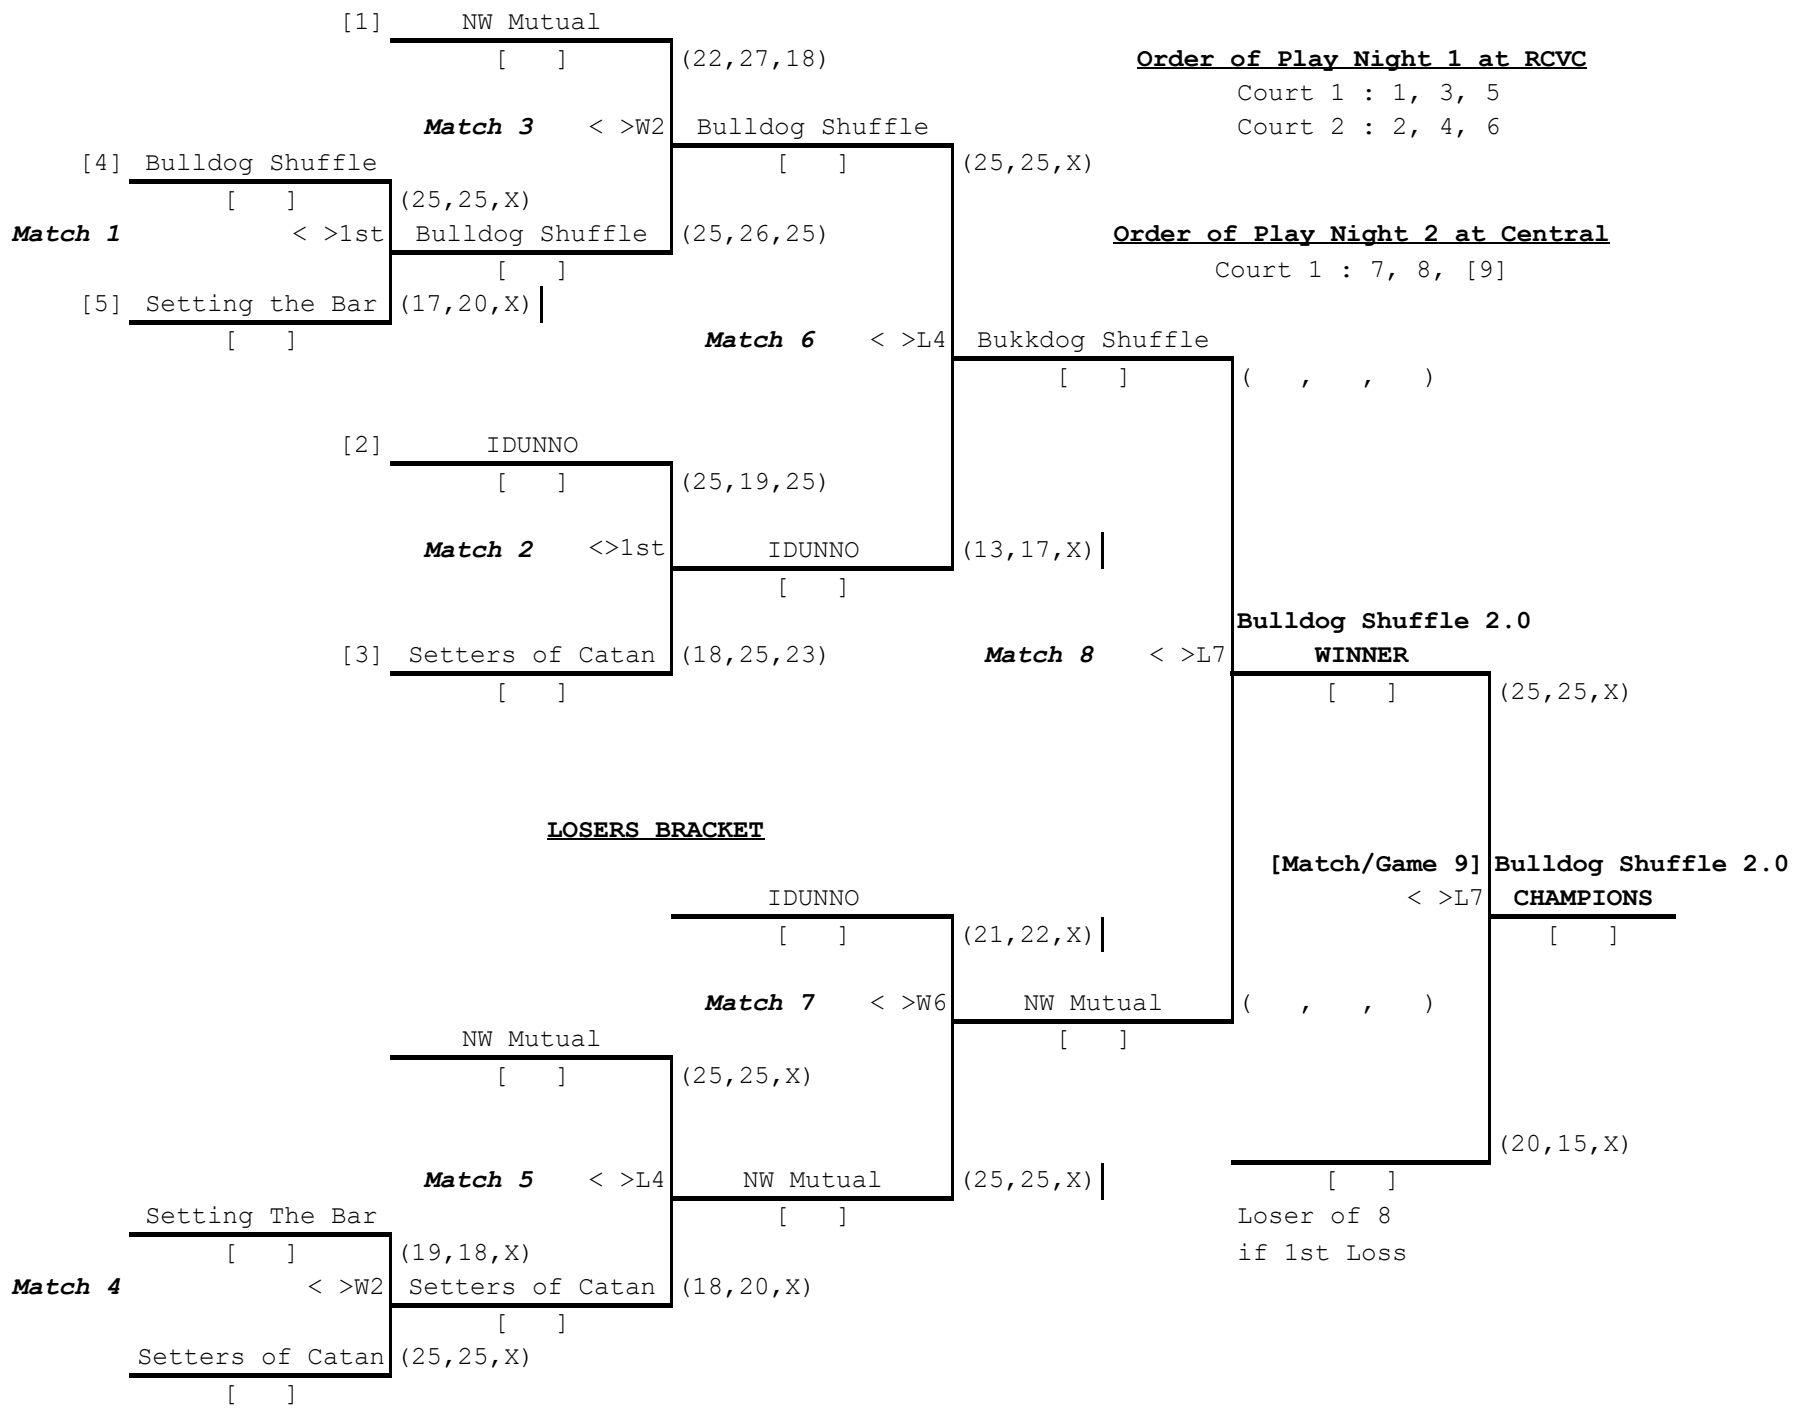 [1] NW Mutual
[ ] (22,27,18)
Order of Play Night 1 at RCVC
Court 1 : 1, 3, 5
Match 3 < >W2 Bulldog Shuffle
Court 2 : 2, 4, 6
[4] Bulldog Shuffle
[ ] (25,25,X)
[ ] (25,25,X)
Match 1 < >1st Bulldog Shuffle (25,26,25)
Order of Play Night 2 at Central
[ ]
Court 1 : 7, 8, [9]
[5] Setting the Bar (17,20,X)
[ ]
Match 6 < >L4 Bukkdog Shuffle
[ ] ( , , )
[2] IDUNNO
[ ] (25,19,25)
Match 2 <>1st IDUNNO (13,17,X)
[ ]
Bulldog Shuffle 2.0
[3] Setters of Catan (18,25,23)
Match 8 < >L7 WINNER
[ ]
[ ] (25,25,X)
LOSERS BRACKET
[Match/Game 9] Bulldog Shuffle 2.0
IDUNNO
< >L7 CHAMPIONS
[ ] (21,22,X)
[ ]
Match 7 < >W6 NW Mutual ( , , )
NW Mutual
[ ]
[ ] (25,25,X)
(20,15,X)
Match 5 < >L4 NW Mutual (25,25,X)
[ ]
Setting The Bar
[ ]
Loser of 8
[ ] (19,18,X)
if 1st Loss
Match 4 < >W2 Setters of Catan (18,20,X)
[ ]
Setters of Catan (25,25,X)
[ ]